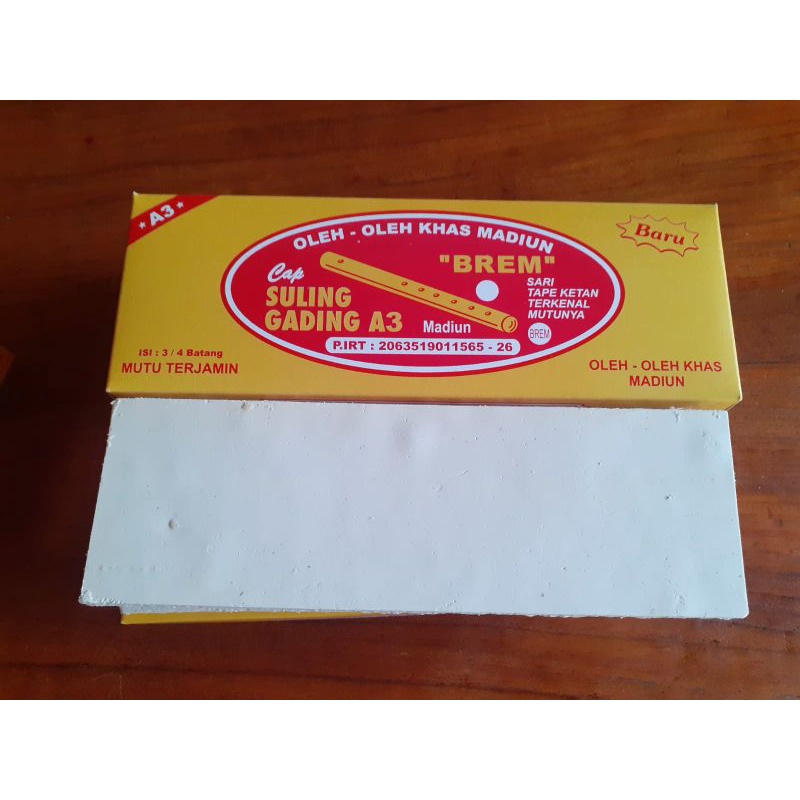 ★ A3 ★
OLEH - OLEH KHAS MADIUN
Baru
Cap
"BREM"
SULING
GADING A3
Madiun
SARI
TAPE KETAN
TERKENAL
MUTUNYA
BREM
P.IRT : 2063519011565 - 26
ISI : 3 / 4 Batang
MUTU TERJAMIN
OLEH - OLEH KHAS
MADIUN